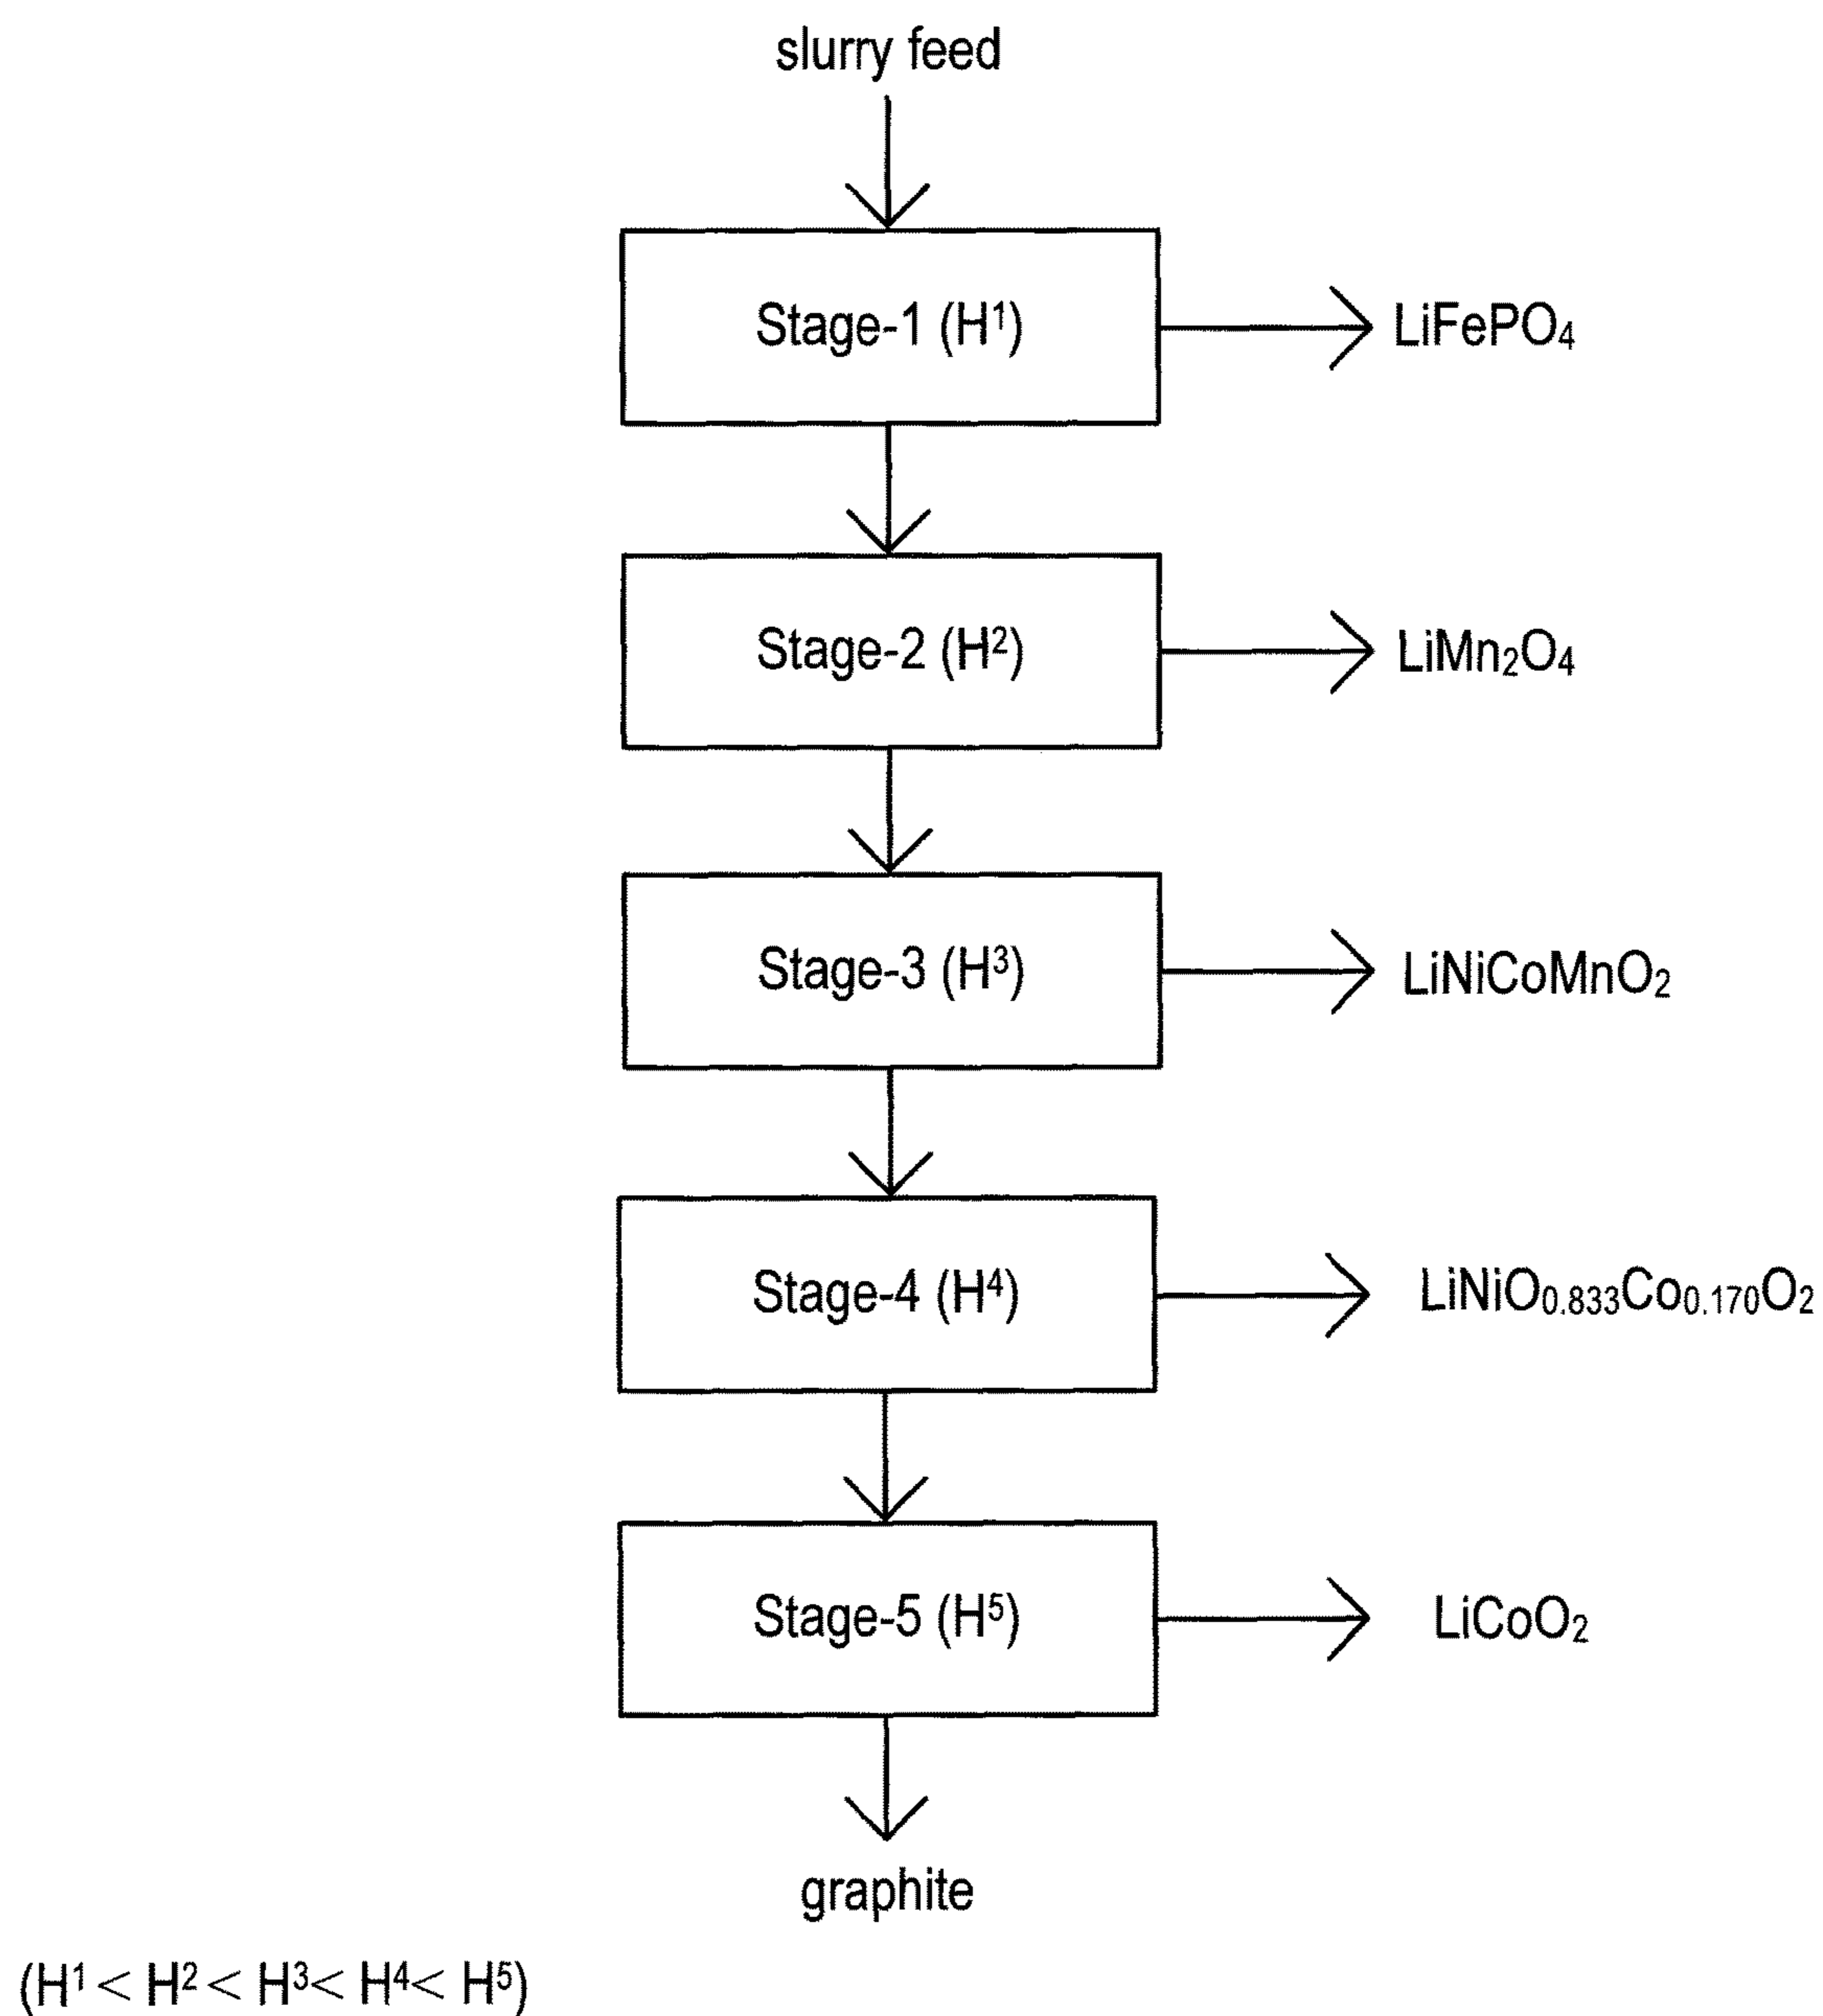 slurry feed
Stage-1 (H¹)
LiFePO₄
Stage-2 (H²)
LiMn₂O₄
Stage-3 (H³)
LiNiCoMnO₂
Stage-4 (H⁴)
LiNiO₀.₈₃₃Co₀.₁₇₀O₂
Stage-5 (H⁵)
LiCoO₂
graphite
(H¹ < H² < H³ < H⁴ < H⁵)